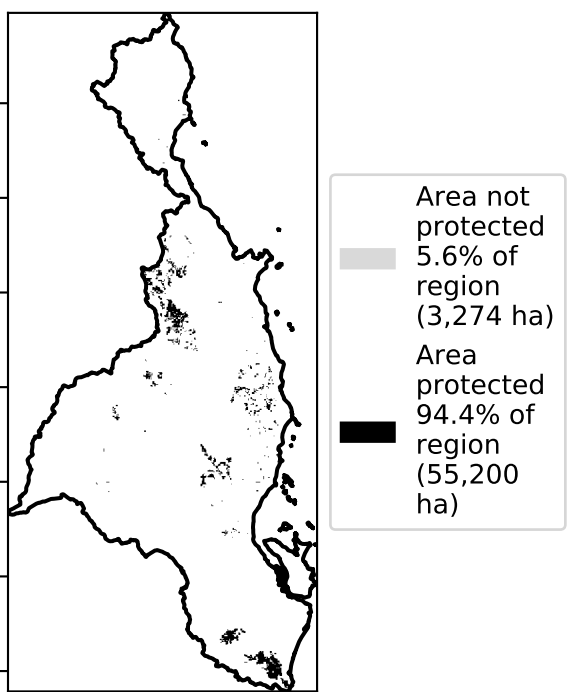 Area not
protected
5.6% of
region
(3,274 ha)
Area
protected
94.4% of
region
(55,200
ha)